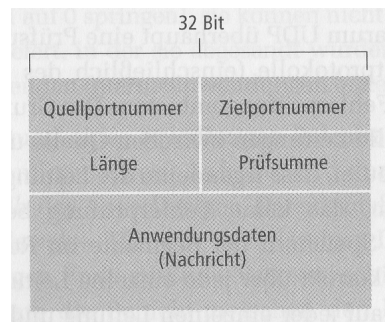 32 Bit
Quellportnummer Zielportnummer
Länge Prüfsumme
Anwendungsdaten
(Nachricht)